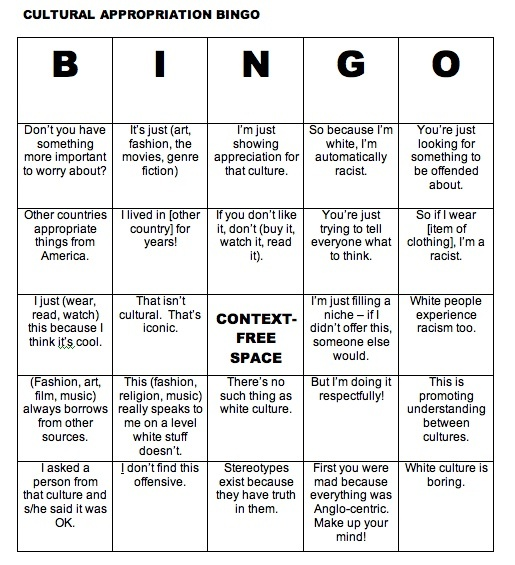 CULTURAL APPROPRIATION BINGO
B I N G O
Don't you have
something
more important
to worry about?
It's just (art,
fashion, the
movies, genre
fiction)
I'm just
showing
appreciation for
that culture.
So because I'm
white, I'm
automatically
racist.
You're just
looking for
something to
be offended
about.
Other countries
appropriate
things from
America.
I lived in [other
country] for
years!
If you don't like
it, don't (buy it,
watch it, read
it).
You're just
trying to tell
everyone what
to think.
So if I wear
[item of
clothing], I'm a
racist.
I just (wear,
read, watch)
this because I
think it's cool.
That isn't
cultural. That's
iconic.
CONTEXT-
FREE
SPACE
I'm just filling a
niche – if I
didn't offer this,
someone else
would.
White people
experience
racism too.
(Fashion, art,
film, music)
always borrows
from other
sources.
This (fashion,
religion, music)
really speaks to
me on a level
white stuff
doesn't.
There's no
such thing as
white culture.
But I'm doing it
respectfully!
This is
promoting
understanding
between
cultures.
I asked a
person from
that culture and
s/he said it was
OK.
I don't find this
offensive.
Stereotypes
exist because
they have truth
in them.
First you were
mad because
everything was
Anglo-centric.
Make up your
mind!
White culture is
boring.